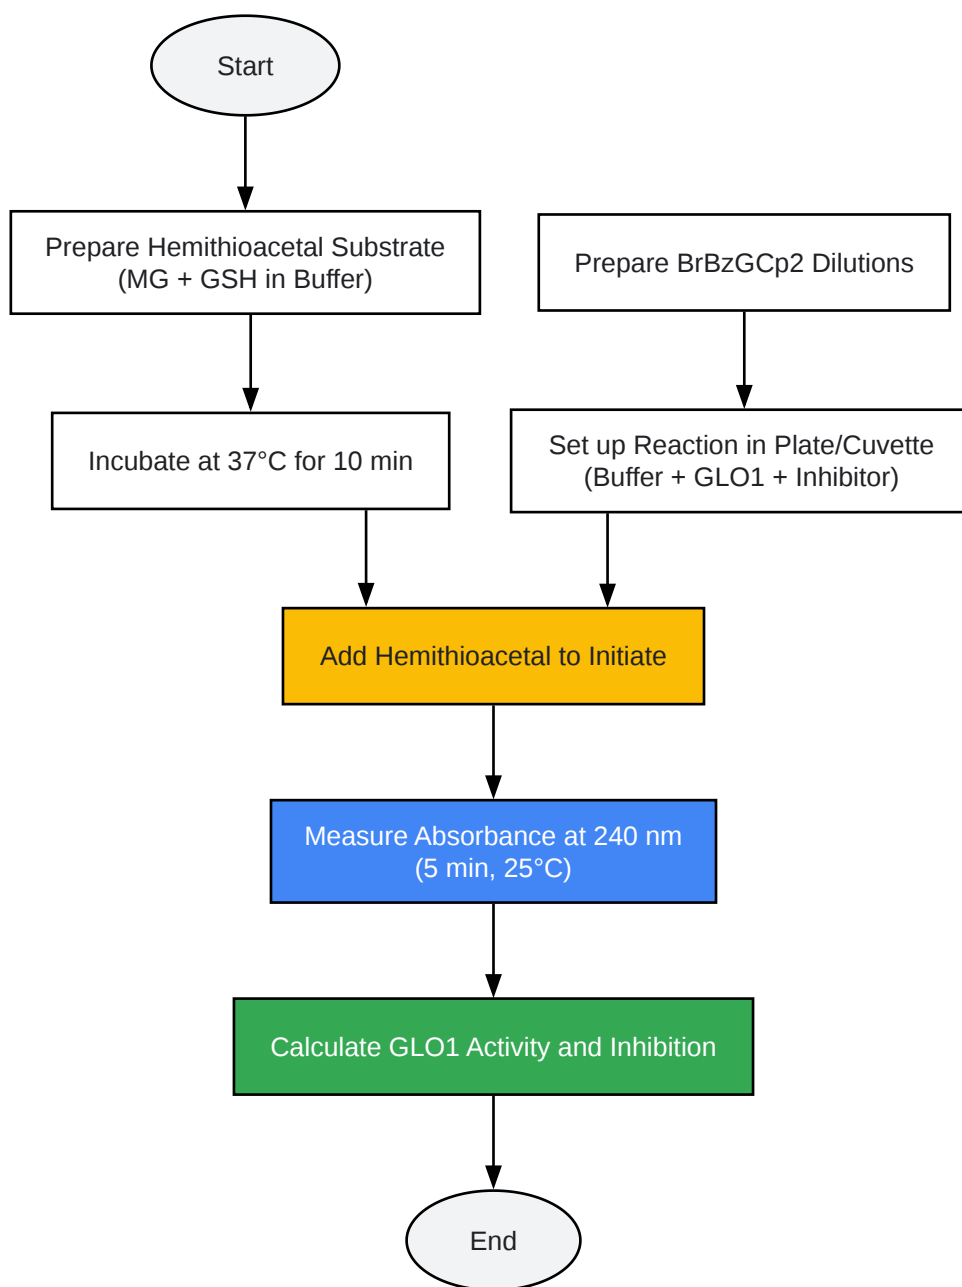 Start
Prepare Hemithioacetal Substrate
(MG + GSH in Buffer)
Prepare BrBzGCp2 Dilutions
Incubate at 37°C for 10 min
Set up Reaction in Plate/Cuvette
(Buffer + GLO1 + Inhibitor)
Add Hemithioacetal to Initiate
Measure Absorbance at 240 nm
(5 min, 25°C)
Calculate GLO1 Activity and Inhibition
End